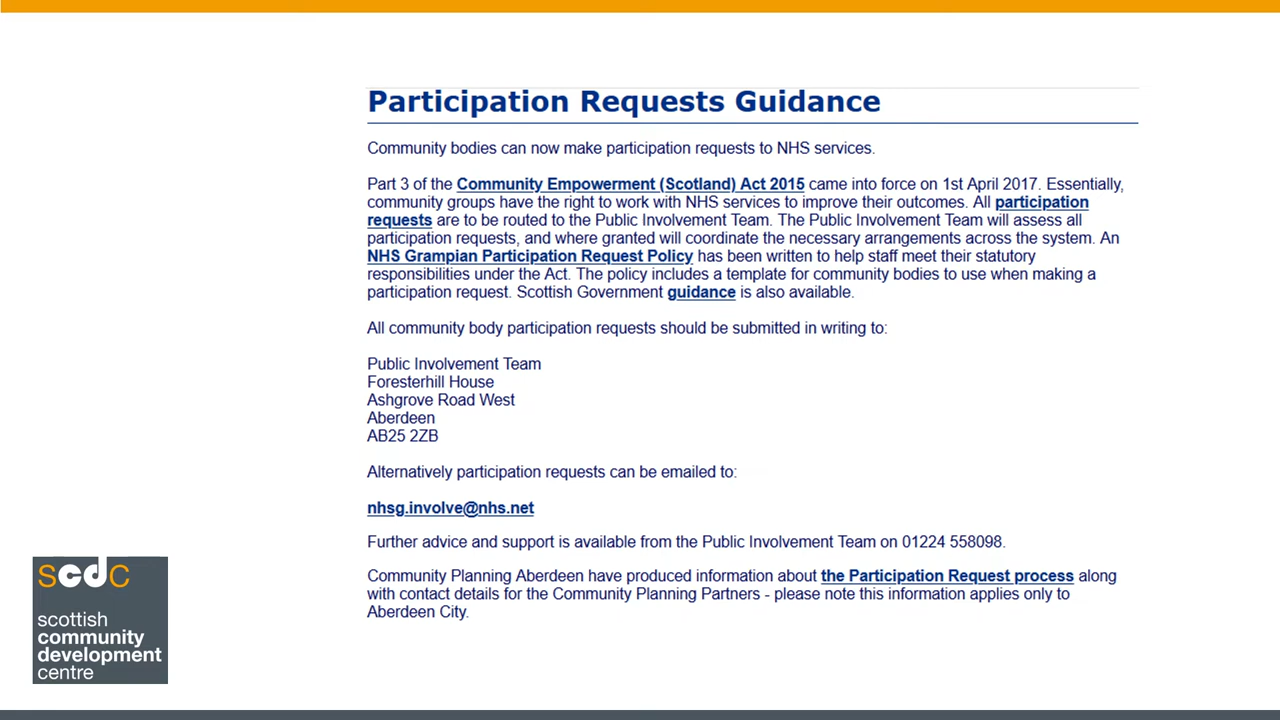 Participation Requests Guidance
Community bodies can now make participation requests to NHS services.
Part 3 of the Community Empowerment (Scotland) Act 2015 came into force on 1st April 2017. Essentially,
community groups have the right to work with NHS services to improve their outcomes. All participation
requests are to be routed to the Public Involvement Team. The Public Involvement Team will assess all
participation requests, and where granted will coordinate the necessary arrangements across the system. An
NHS Grampian Participation Request Policy has been written to help staff meet their statutory
responsibilities under the Act. The policy includes a template for community bodies to use when making a
participation request. Scottish Government guidance is also available.
All community body participation requests should be submitted in writing to:
Public Involvement Team
Foresterhill House
Ashgrove Road West
Aberdeen
AB25 2ZB
Alternatively participation requests can be emailed to:
nhsg.involve@nhs.net
Further advice and support is available from the Public Involvement Team on 01224 558098.
Community Planning Aberdeen have produced information about the Participation Request process along
with contact details for the Community Planning Partners - please note this information applies only to
Aberdeen City.
scdc
scottish
community
development
centre